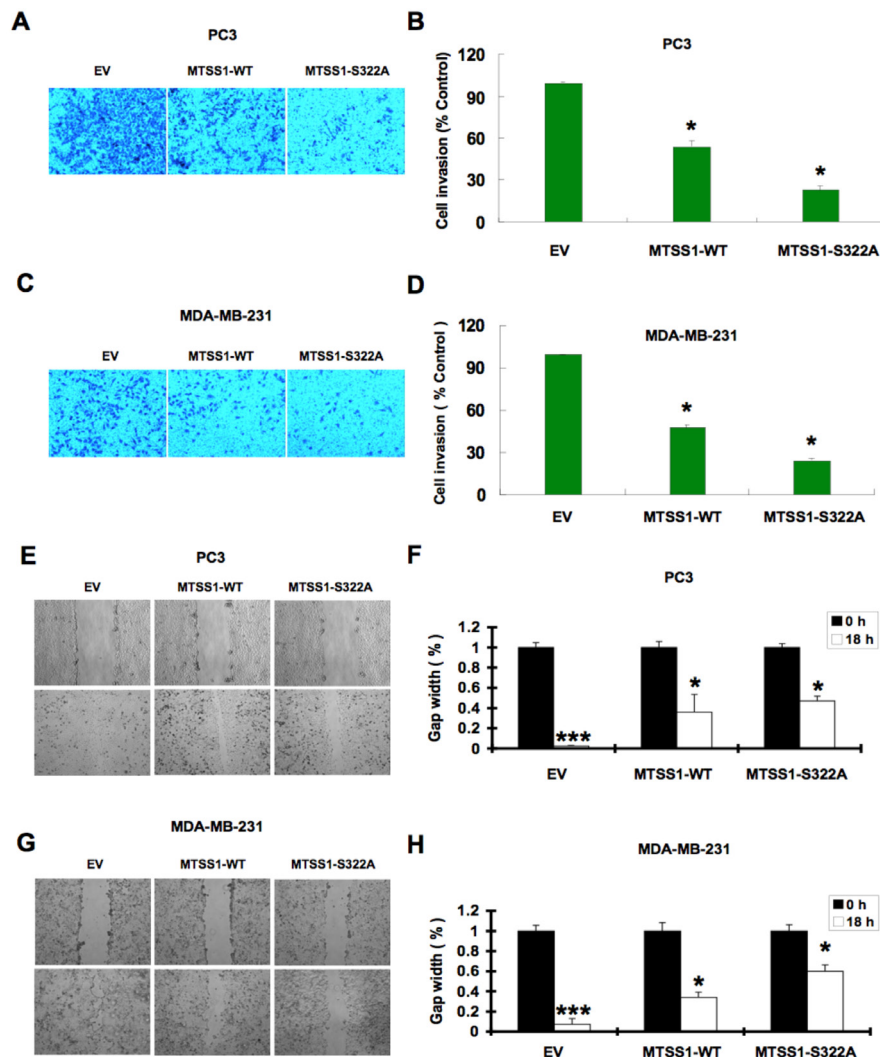 A
PC3
EV MTSS1-WT MTSS1-S322A
B
PC3
Cell invasion (% Control)
120
90
60
30
0
*
*
EV MTSS1-WT MTSS1-S322A
C
MDA-MB-231
EV MTSS1-WT MTSS1-S322A
D
MDA-MB-231
Cell invasion ( % Control)
120
90
60
30
0
*
*
EV MTSS1-WT MTSS1-S322A
E
PC3
EV MTSS1-WT MTSS1-S322A
F
PC3
0 h
18 h
Gap width ( % )
1.2
1
0.8
0.6
0.4
0.2
0
***
*
*
EV MTSS1-WT MTSS1-S322A
G
MDA-MB-231
EV MTSS1-WT MTSS1-S322A
H
MDA-MB-231
0 h
18 h
Gap width ( % )
1.2
1
0.8
0.6
0.4
0.2
0
***
*
*
EV MTSS1-WT MTSS1-S322A